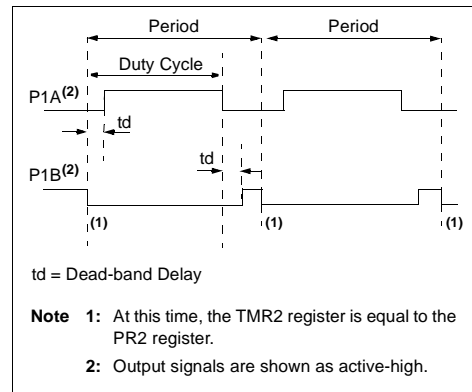 Period Period
Duty Cycle
P1A(2)
td
td
P1B(2)
(1) (1) (1)
td = Dead-band Delay
Note 1: At this time, the TMR2 register is equal to the
PR2 register.
2: Output signals are shown as active-high.